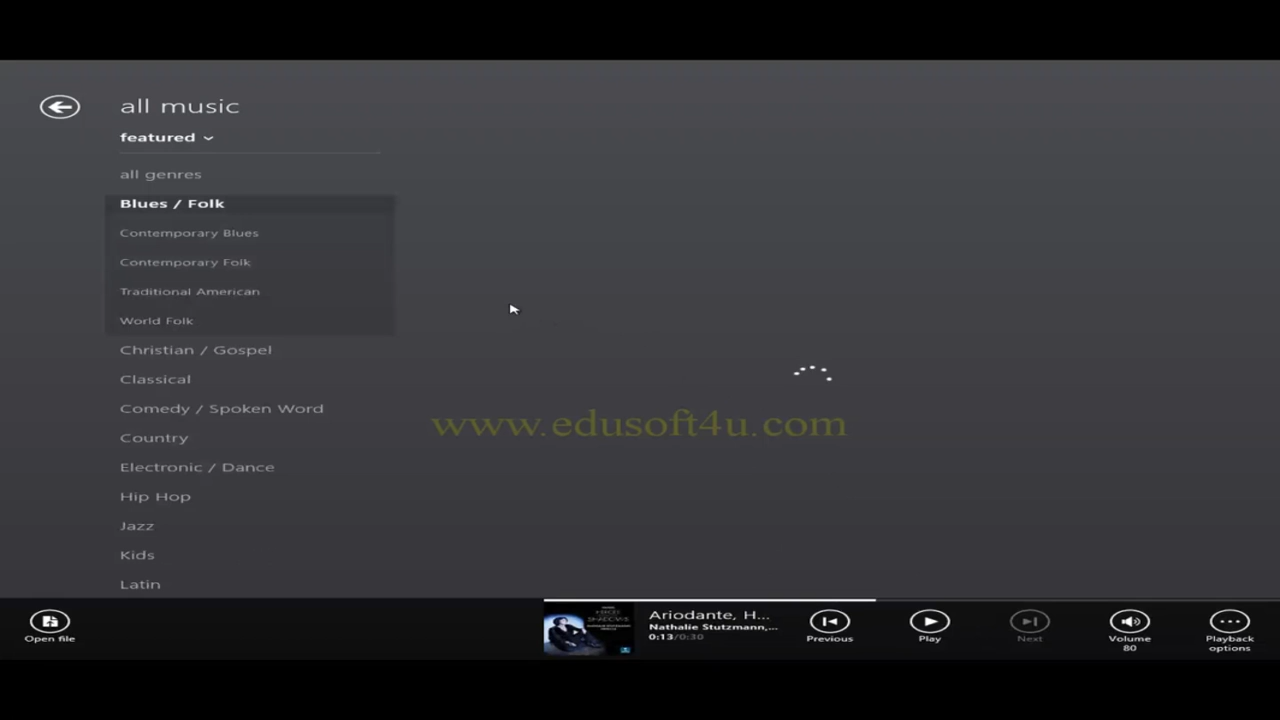 all music
featured
all genres
Blues / Folk
Contemporary Blues
Contemporary Folk
Traditional American
World Folk
Christian / Gospel
Classical
Comedy / Spoken Word
Country
Electronic / Dance
Hip Hop
Jazz
Kids
Latin
www.edusoft4u.com
Open file
Ariodante, H...
Nathalie Stutzmann,...
0:13/0:30
Previous
Play
Next
Volume
80
Playback
options